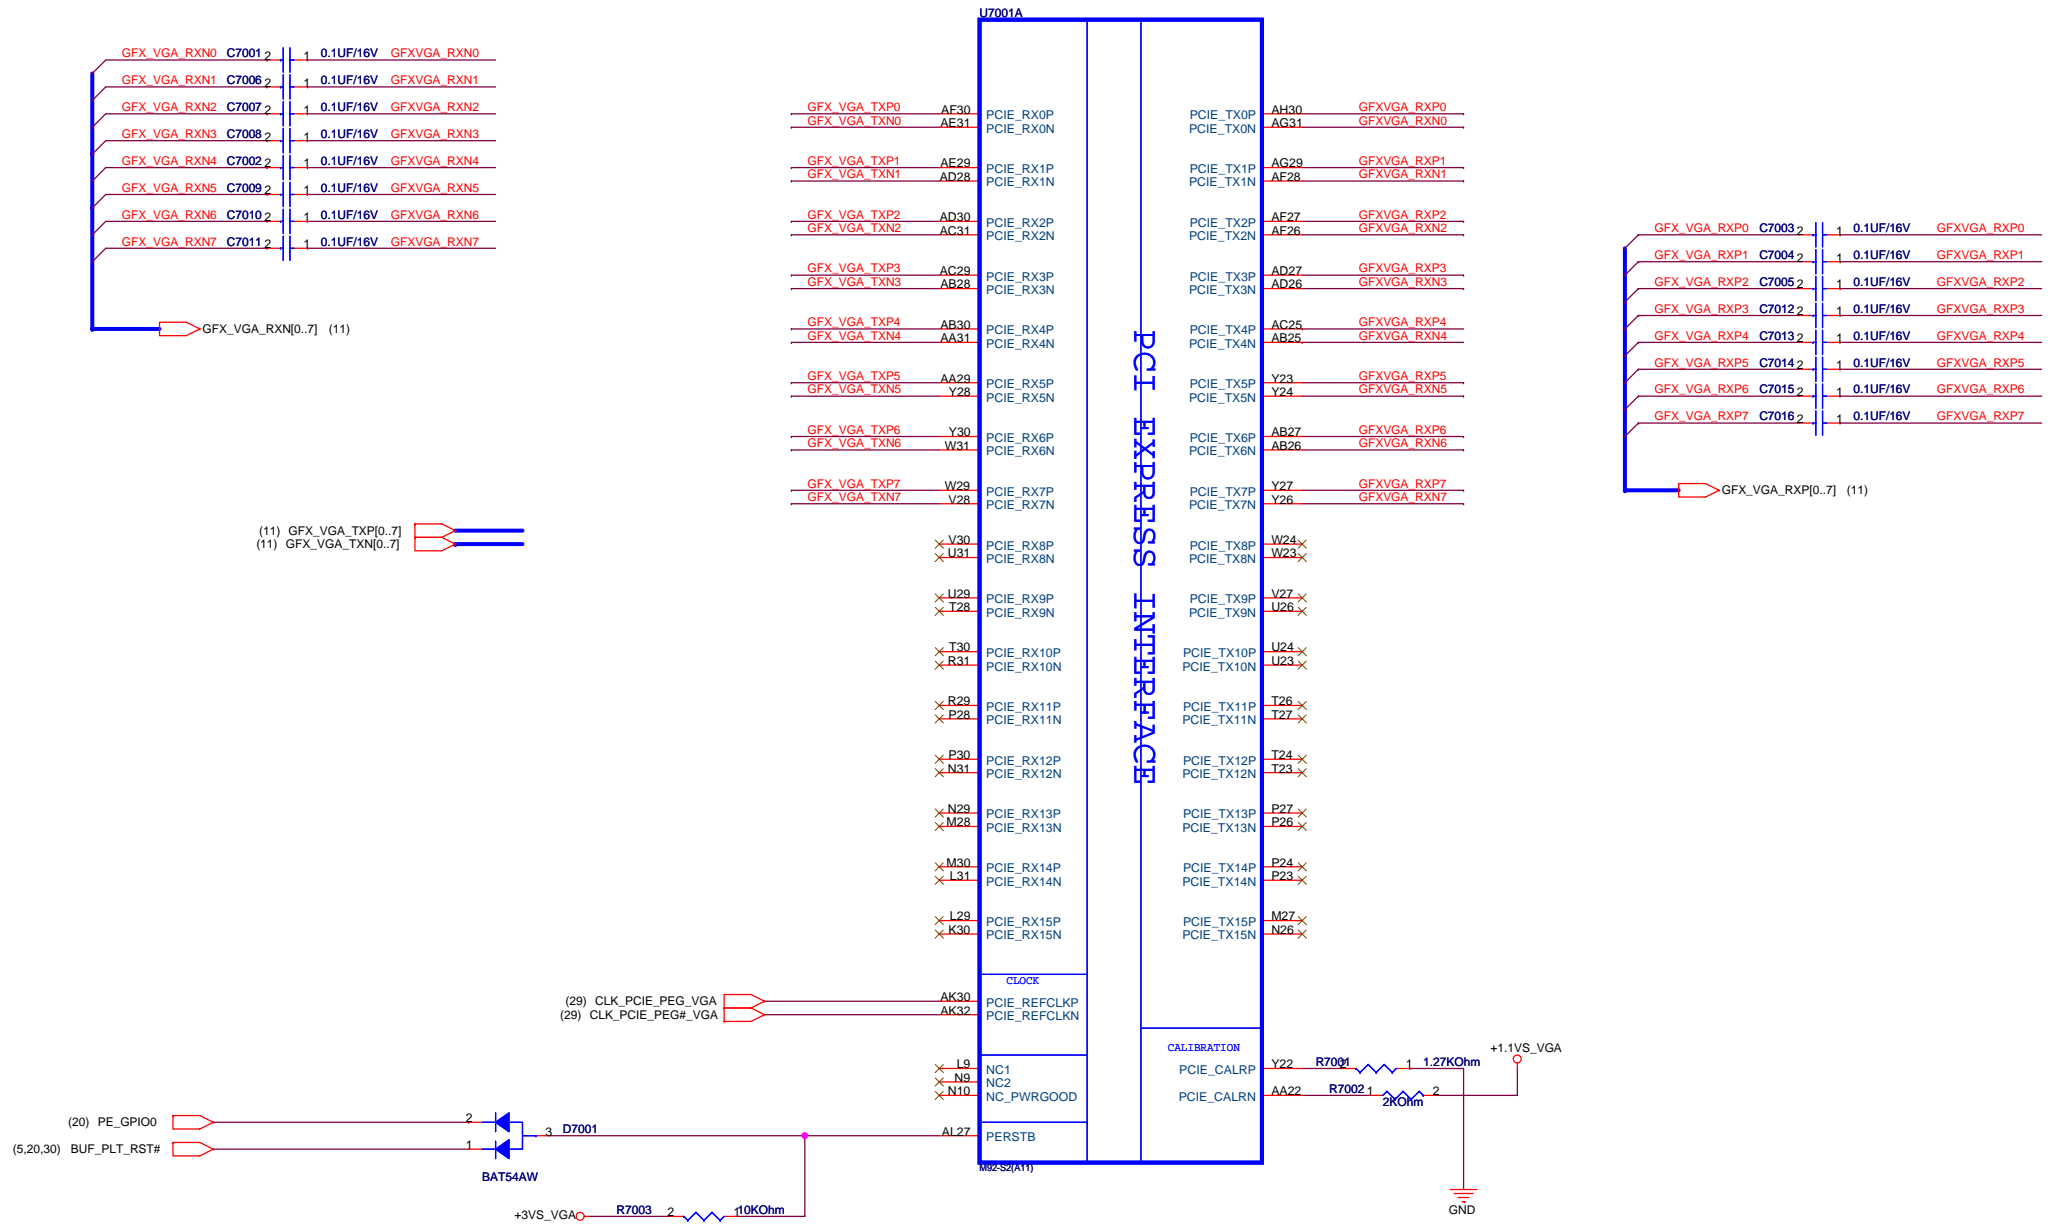 U7001A
GFX_VGA_RXN0 C7001 2 1 0.1UF/16V GFXVGA_RXN0
GFX_VGA_RXN1 C7006 2 1 0.1UF/16V GFXVGA_RXN1
GFX_VGA_RXN2 C7007 2 1 0.1UF/16V GFXVGA_RXN2
GFX_VGA_RXN3 C7008 2 1 0.1UF/16V GFXVGA_RXN3
GFX_VGA_RXN4 C7002 2 1 0.1UF/16V GFXVGA_RXN4
GFX_VGA_RXN5 C7009 2 1 0.1UF/16V GFXVGA_RXN5
GFX_VGA_RXN6 C7010 2 1 0.1UF/16V GFXVGA_RXN6
GFX_VGA_RXN7 C7011 2 1 0.1UF/16V GFXVGA_RXN7
GFX_VGA_RXN[0..7] (11)
(11) GFX_VGA_TXP[0..7]
(11) GFX_VGA_TXN[0..7]
GFX_VGA_TXP0 AF30 PCIE_RX0P PCIE_TX0P AH30 GFXVGA_RXP0
GFX_VGA_TXN0 AE31 PCIE_RX0N PCIE_TX0N AG31 GFXVGA_RXN0
GFX_VGA_TXP1 AE29 PCIE_RX1P PCIE_TX1P AG29 GFXVGA_RXP1
GFX_VGA_TXN1 AD28 PCIE_RX1N PCIE_TX1N AF28 GFXVGA_RXN1
GFX_VGA_TXP2 AD30 PCIE_RX2P PCIE_TX2P AF27 GFXVGA_RXP2
GFX_VGA_TXN2 AC31 PCIE_RX2N PCIE_TX2N AF26 GFXVGA_RXN2
GFX_VGA_TXP3 AC29 PCIE_RX3P PCIE_TX3P AD27 GFXVGA_RXP3
GFX_VGA_TXN3 AB28 PCIE_RX3N PCIE_TX3N AD26 GFXVGA_RXN3
GFX_VGA_TXP4 AB30 PCIE_RX4P PCIE_TX4P AC25 GFXVGA_RXP4
GFX_VGA_TXN4 AA31 PCIE_RX4N PCIE_TX4N AB25 GFXVGA_RXN4
GFX_VGA_TXP5 AA29 PCIE_RX5P PCIE_TX5P Y23 GFXVGA_RXP5
GFX_VGA_TXN5 Y28 PCIE_RX5N PCIE_TX5N Y24 GFXVGA_RXN5
GFX_VGA_TXP6 Y30 PCIE_RX6P PCIE_TX6P AB27 GFXVGA_RXP6
GFX_VGA_TXN6 W31 PCIE_RX6N PCIE_TX6N AB26 GFXVGA_RXN6
GFX_VGA_TXP7 W29 PCIE_RX7P PCIE_TX7P Y27 GFXVGA_RXP7
GFX_VGA_TXN7 V28 PCIE_RX7N PCIE_TX7N Y26 GFXVGA_RXN7
V30 PCIE_RX8P PCIE_TX8P W24
U31 PCIE_RX8N PCIE_TX8N W23
U29 PCIE_RX9P PCIE_TX9P V27
T28 PCIE_RX9N PCIE_TX9N U26
T30 PCIE_RX10P PCIE_TX10P U24
R31 PCIE_RX10N PCIE_TX10N U23
R29 PCIE_RX11P PCIE_TX11P T26
P28 PCIE_RX11N PCIE_TX11N T27
P30 PCIE_RX12P PCIE_TX12P T24
N31 PCIE_RX12N PCIE_TX12N T23
N29 PCIE_RX13P PCIE_TX13P P27
M28 PCIE_RX13N PCIE_TX13N P26
M30 PCIE_RX14P PCIE_TX14P P24
L31 PCIE_RX14N PCIE_TX14N P23
L29 PCIE_RX15P PCIE_TX15P M27
K30 PCIE_RX15N PCIE_TX15N N26
PCI EXPRESS INTERFACE
GFX_VGA_RXP0 C7003 2 1 0.1UF/16V GFXVGA_RXP0
GFX_VGA_RXP1 C7004 2 1 0.1UF/16V GFXVGA_RXP1
GFX_VGA_RXP2 C7005 2 1 0.1UF/16V GFXVGA_RXP2
GFX_VGA_RXP3 C7012 2 1 0.1UF/16V GFXVGA_RXP3
GFX_VGA_RXP4 C7013 2 1 0.1UF/16V GFXVGA_RXP4
GFX_VGA_RXP5 C7014 2 1 0.1UF/16V GFXVGA_RXP5
GFX_VGA_RXP6 C7015 2 1 0.1UF/16V GFXVGA_RXP6
GFX_VGA_RXP7 C7016 2 1 0.1UF/16V GFXVGA_RXP7
GFX_VGA_RXP[0..7] (11)
CLOCK
(29) CLK_PCIE_PEG_VGA AK30 PCIE_REFCLKP
(29) CLK_PCIE_PEG#_VGA AK32 PCIE_REFCLKN
CALIBRATION
+1.1VS_VGA
L9 NC1 PCIE_CALRP Y22 R7001 2 1 1.27KOhm
N9 NC2
N10 NC_PWRGOOD PCIE_CALRN AA22 R7002 1 2
2KOhm
(20) PE_GPIO0 2
3 D7001 AL27 PERSTB
(5,20,30) BUF_PLT_RST# 1
BAT54AW
M92-S2(A11)
+3VS_VGA R7003 2 1 10KOhm
GND